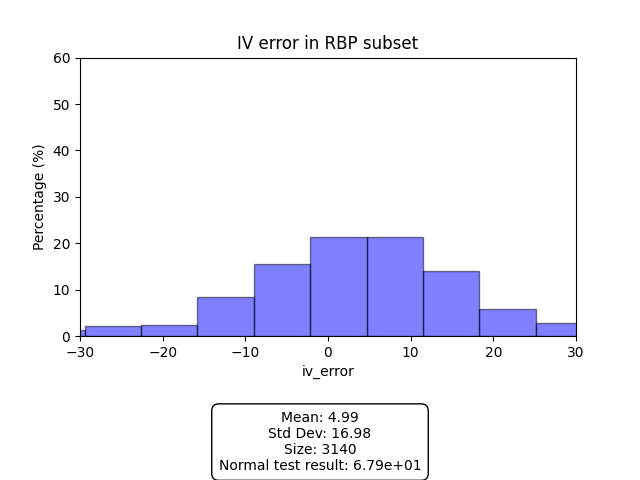 IV error in RBP subset
60
50
40
30
20
10
0
Percentage (%)
−30
−20
−10
0
10
20
30
iv_error
Mean: 4.99
Std Dev: 16.98
Size: 3140
Normal test result: 6.79e+01